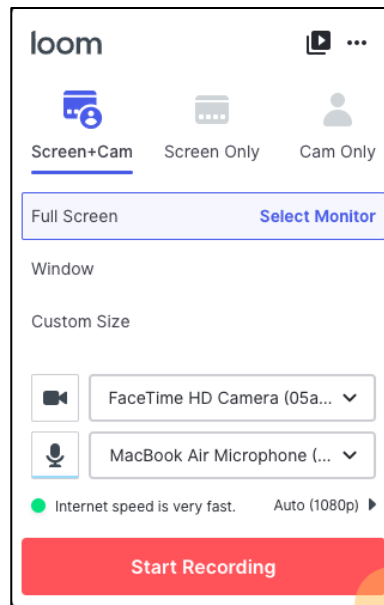 loom
Screen+Cam Screen Only Cam Only
Full Screen Select Monitor
Window
Custom Size
FaceTime HD Camera (05a...
MacBook Air Microphone (...
Internet speed is very fast. Auto (1080p)
Start Recording